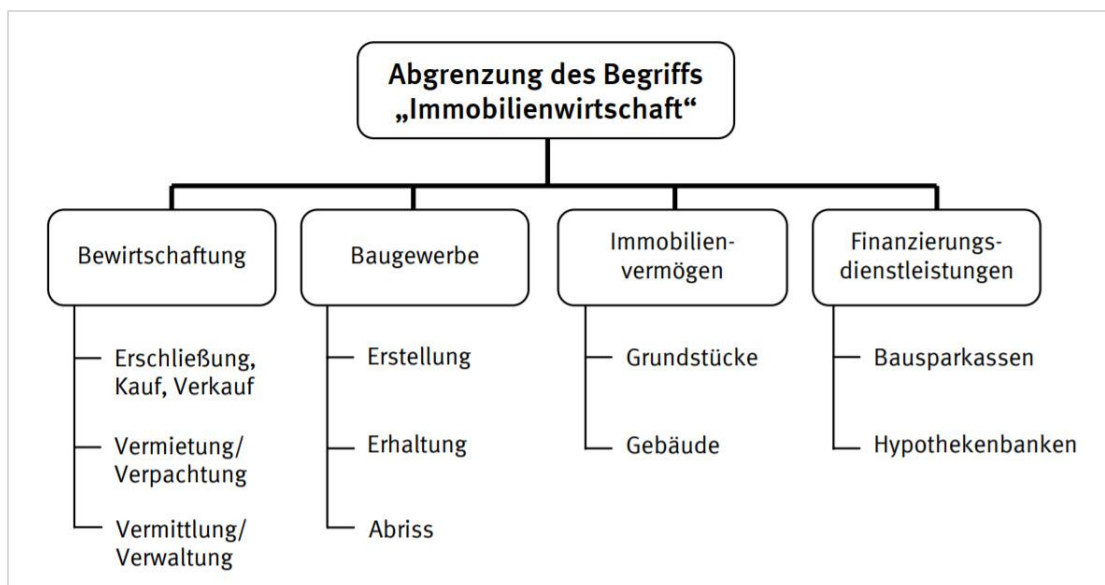 Abgrenzung des Begriffs
„Immobilienwirtschaft“
Bewirtschaftung
Erschließung,
Kauf, Verkauf
Vermietung/
Verpachtung
Vermittlung/
Verwaltung
Baugewerbe
Erstellung
Erhaltung
Abriss
Immobilien-
vermögen
Grundstücke
Gebäude
Finanzierungs-
dienstleistungen
Bausparkassen
Hypothekenbanken